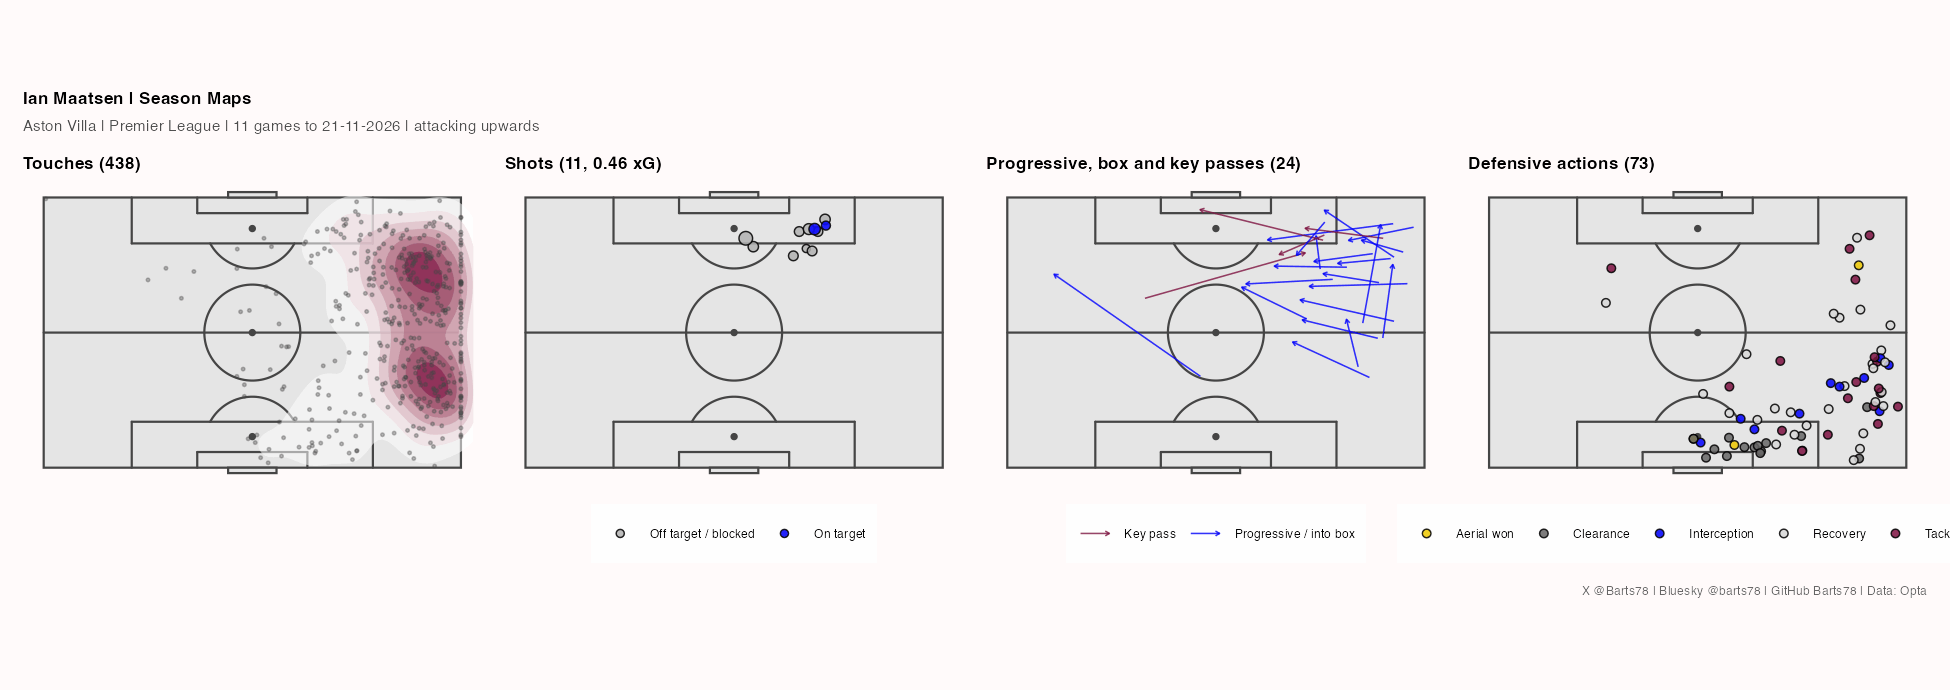 Ian Maatsen | Season Maps
Aston Villa | Premier League | 11 games to 21-11-2026 | attacking upwards
Touches (438)
Shots (11, 0.46 xG)
Progressive, box and key passes (24)
Defensive actions (73)
Off target / blocked
On target
Key pass
Progressive / into box
Aerial won
Clearance
Interception
Recovery
Tack
X @Barts78 | Bluesky @barts78 | GitHub Barts78 | Data: Opta